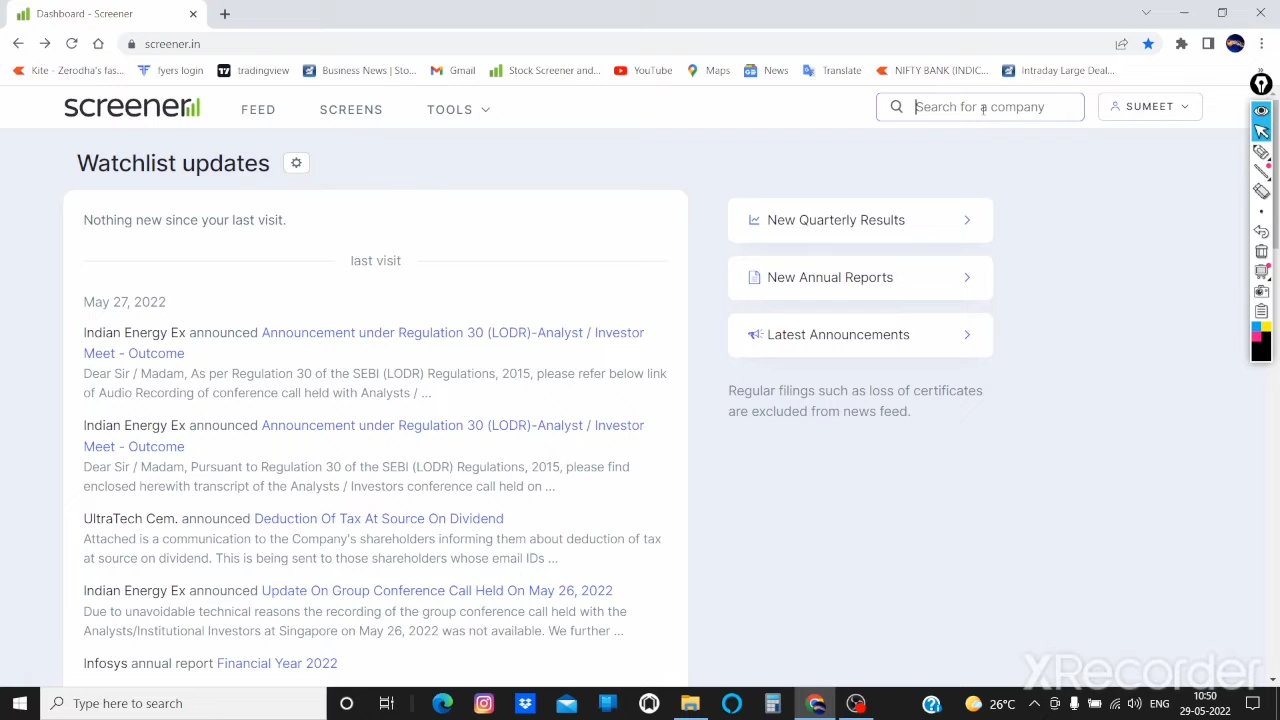 Dashboard - Screener
screener.in
Kite - Zerodha's fas...
fyers login
tradingview
Business News | Sto...
Gmail
Stock Screener and...
YouTube
Maps
News
Translate
NIFTY BANK (INDIC...
Intraday Large Deal...
screener
FEED
SCREENS
TOOLS
Search for a company
SUMEET
Watchlist updates
Nothing new since your last visit.
last visit
May 27, 2022
Indian Energy Ex announced Announcement under Regulation 30 (LODR)-Analyst / Investor
Meet - Outcome
Dear Sir / Madam, As per Regulation 30 of the SEBI (LODR) Regulations, 2015, please refer below link
of Audio Recording of conference call held with Analysts / ...
Indian Energy Ex announced Announcement under Regulation 30 (LODR)-Analyst / Investor
Meet - Outcome
Dear Sir / Madam, Pursuant to Regulation 30 of the SEBI (LODR) Regulations, 2015, please find
enclosed herewith transcript of the Analysts / Investors conference call held on ...
UltraTech Cem. announced Deduction Of Tax At Source On Dividend
Attached is a communication to the Company's shareholders informing them about deduction of tax
at source on dividend. This is being sent to those shareholders whose email IDs ...
Indian Energy Ex announced Update On Group Conference Call Held On May 26, 2022
Due to unavoidable technical reasons the recording of the group conference call held with the
Analysts/Institutional Investors at Singapore on May 26, 2022 was not available. We further ...
Infosys annual report Financial Year 2022
New Quarterly Results
New Annual Reports
Latest Announcements
Regular filings such as loss of certificates
are excluded from news feed.
XRecorder
Type here to search
26°C
ENG
10:50
29-05-2022